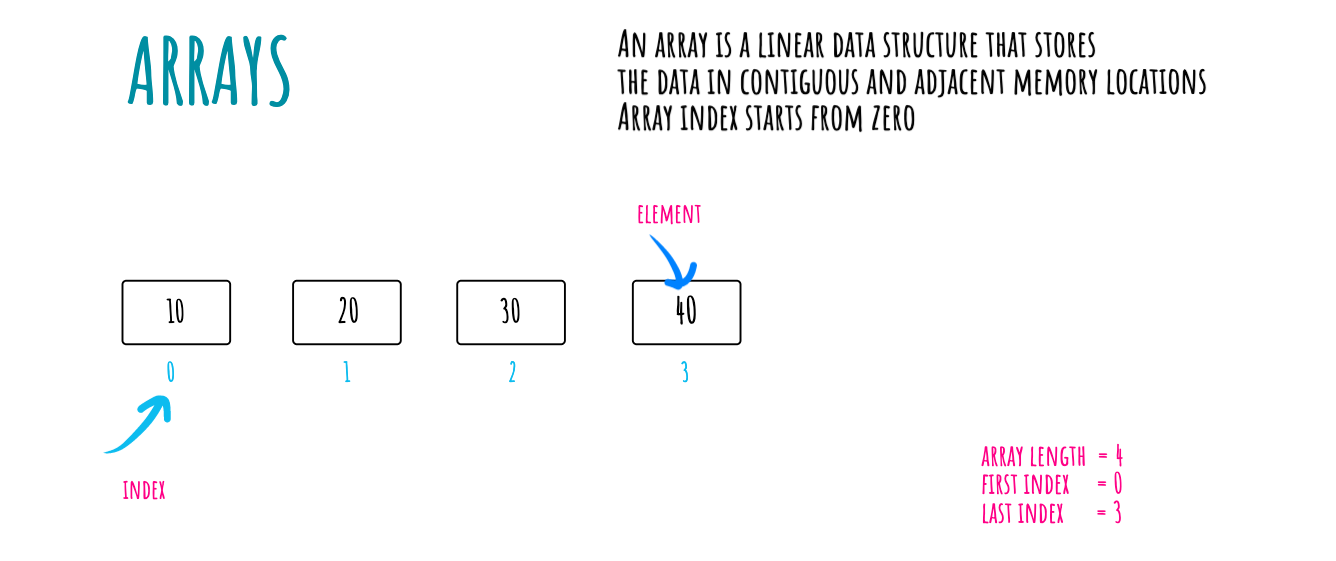 ARRAYS
AN ARRAY IS A LINEAR DATA STRUCTURE THAT STORES
THE DATA IN CONTIGUOUS AND ADJACENT MEMORY LOCATIONS
ARRAY INDEX STARTS FROM ZERO
ELEMENT
10 20 30 40
0 1 2 3
INDEX
ARRAY LENGTH = 4
FIRST INDEX = 0
LAST INDEX = 3